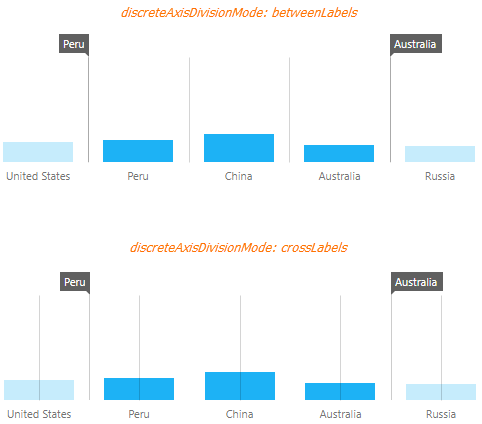 discreteAxisDivisionMode: betweenLabels
Peru Australia
United States Peru China Australia Russia
discreteAxisDivisionMode: crossLabels
Peru Australia
United States Peru China Australia Russia